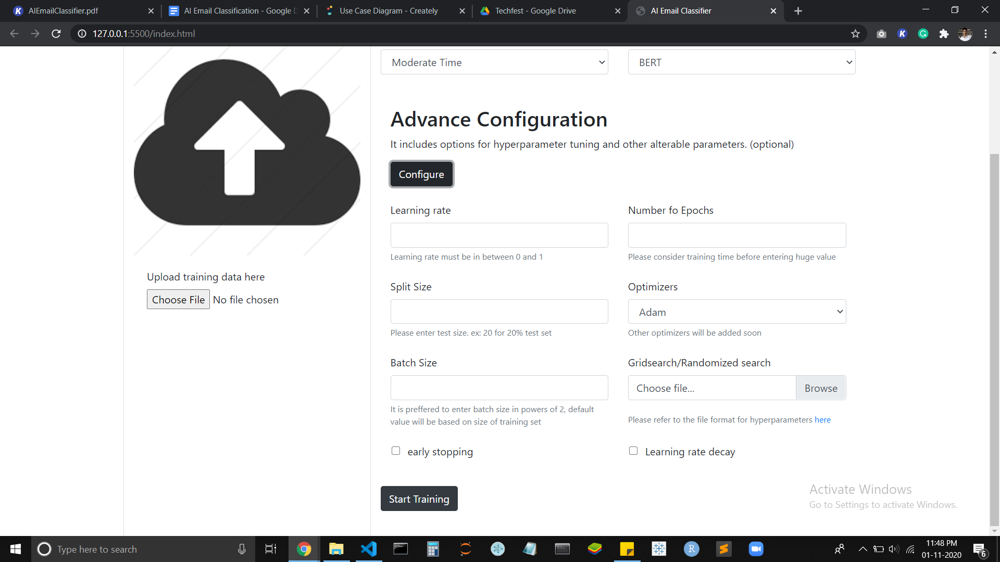 AIEmailClassifier.pdf
AI Email Classification - Google D
Use Case Diagram - Creately
Techfest - Google Drive
AI Email Classifier
127.0.0.1:5500/index.html
Moderate Time
BERT
Advance Configuration
It includes options for hyperparameter tuning and other alterable parameters. (optional)
Configure
Learning rate
Number fo Epochs
Learning rate must be in between 0 and 1
Please consider training time before entering huge value
Upload training data here
Choose File No file chosen
Split Size
Optimizers
Adam
Please enter test size. ex: 20 for 20% test set
Other optimizers will be added soon
Batch Size
Gridsearch/Randomized search
Choose file...
Browse
It is preffered to enter batch size in powers of 2, default
value will be based on size of training set
Please refer to the file format for hyperparameters here
early stopping
Learning rate decay
Start Training
Activate Windows
Go to Settings to activate Windows.
Type here to search
11:48 PM
01-11-2020
6